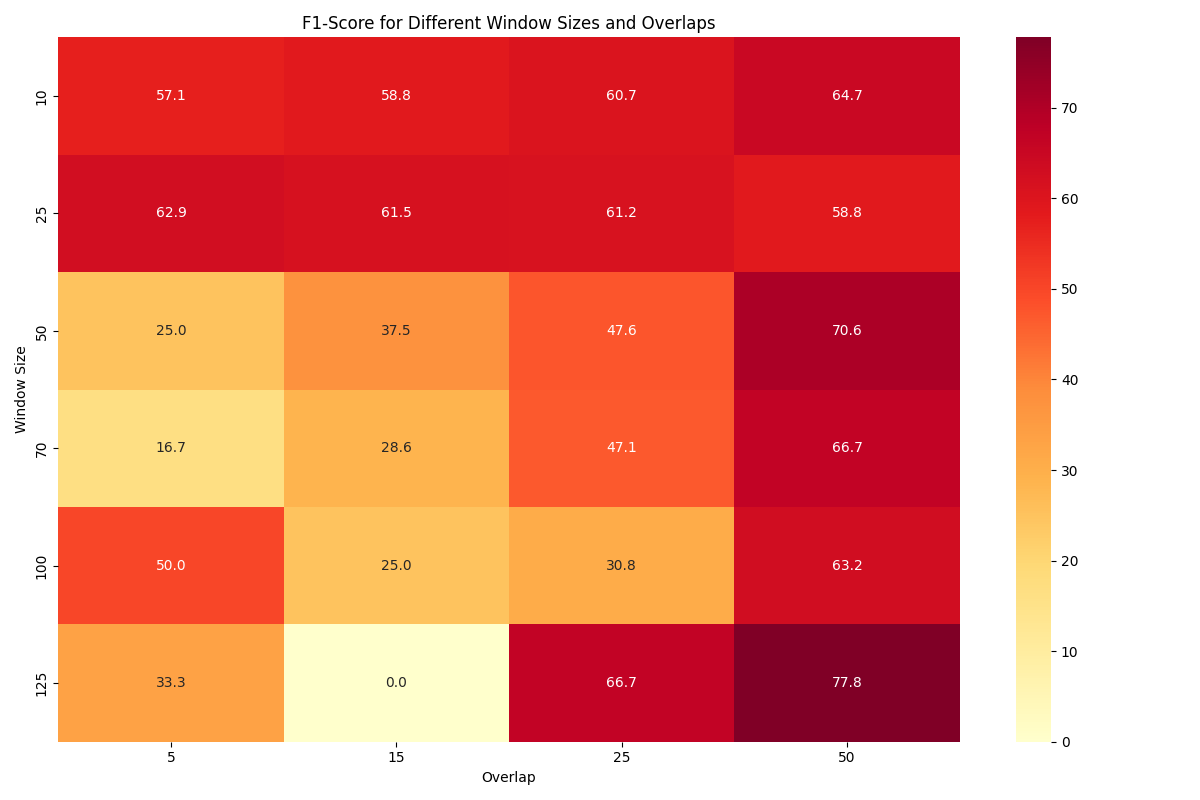 F1-Score for Different Window Sizes and Overlaps
10 57.1 58.8 60.7 64.7
25 62.9 61.5 61.2 58.8
50 25.0 37.5 47.6 70.6
70 16.7 28.6 47.1 66.7
100 50.0 25.0 30.8 63.2
125 33.3 0.0 66.7 77.8
5 15 25 50
Overlap
Window Size
70
60
50
40
30
20
10
0